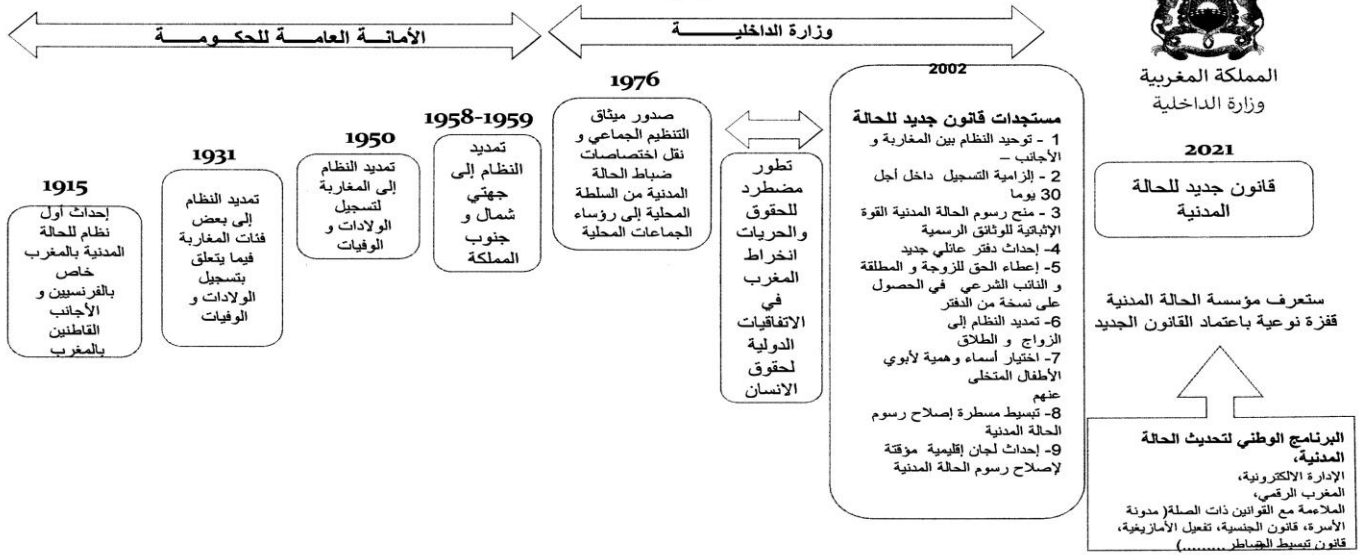 الأمانـــة العامـــة للحكــومــــة
وزارة الداخليـــــــة
المملكة المغربية
وزارة الداخلية
1915
إحداث أول
نظام للحالة
المدنية بالمغرب
خاص
بالفرنسيين و
الأجانب
القاطنين
بالمغرب
1931
تمديد النظام
إلى بعض
فئات المغاربة
فيما يتعلق
بتسجيل
الولادات و
الوفيات
1950
تمديد النظام
إلى المغاربة
لتسجيل
الولادات و
الوفيات
1958-1959
تمديد
النظام إلى
جهتي
شمال و
جنوب
المملكة
1976
صدور ميثاق
التنظيم الجماعي و
نقل اختصاصات
ضباط الحالة
المدنية من السلطة
المحلية إلى رؤساء
الجماعات المحلية
تطور
مضطرد
للحقوق
والحريات
انخراط
المغرب
في
الاتفاقيات
الدولية
لحقوق
الانسان
2002
مستجدات قانون جديد للحالة
1 - توحيد النظام بين المغاربة و
الأجانب –
2 - إلزامية التسجيل داخل أجل
30 يوما
3 - منح رسوم الحالة المدنية القوة
الإثباتية للوثائق الرسمية
4- إحداث دفتر عائلي جديد
5- إعطاء الحق للزوجة و المطلقة
و النائب الشرعي في الحصول
على نسخة من الدفتر
6- تمديد النظام إلى
الزواج و الطلاق
7- اختيار أسماء وهمية لأبوي
الأطفال المتخلى
عنهم
8- تبسيط مسطرة إصلاح رسوم
الحالة المدنية
9- إحداث لجان إقليمية مؤقتة
لإصلاح رسوم الحالة المدنية
2021
قانون جديد للحالة
المدنية
ستعرف مؤسسة الحالة المدنية
قفزة نوعية باعتماد القانون الجديد
البرنامج الوطني لتحديث الحالة
المدنية،
الإدارة الالكترونية،
المغرب الرقمي،
الملاءمة مع القوانين ذات الصلة( مدونة
الأسرة، قانون الجنسية، تفعيل الأمازيغية،
قانون تبسيط المساطر.........)